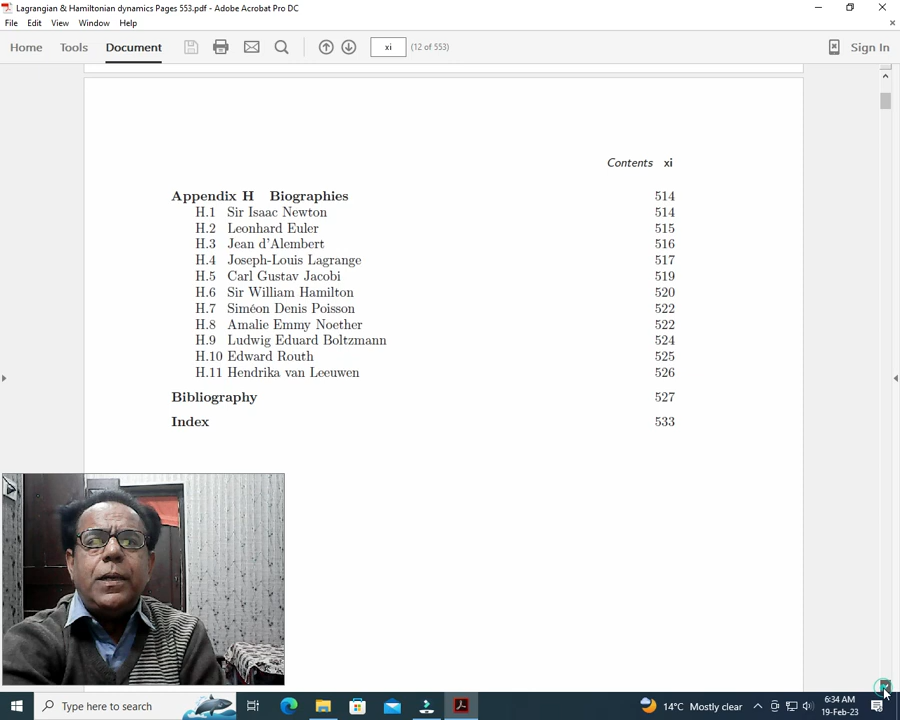 Lagrangian & Hamiltonian dynamics Pages 553.pdf - Adobe Acrobat Pro DC
File Edit View Window Help
Home Tools Document xi (12 of 553) Sign In
Contents xi
Appendix H Biographies 514
H.1 Sir Isaac Newton 514
H.2 Leonhard Euler 515
H.3 Jean d'Alembert 516
H.4 Joseph-Louis Lagrange 517
H.5 Carl Gustav Jacobi 519
H.6 Sir William Hamilton 520
H.7 Siméon Denis Poisson 522
H.8 Amalie Emmy Noether 522
H.9 Ludwig Eduard Boltzmann 524
H.10 Edward Routh 525
H.11 Hendrika van Leeuwen 526
Bibliography 527
Index 533
Type here to search
14°C Mostly clear
6:34 AM
19-Feb-23